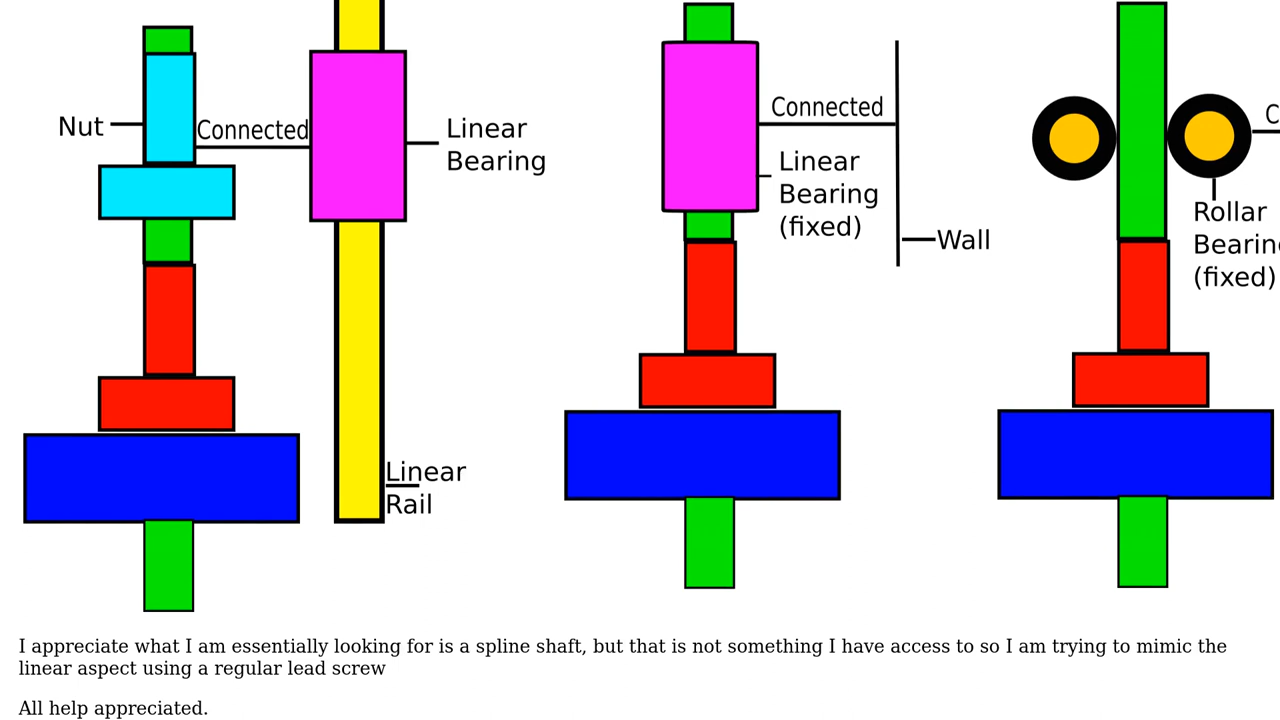 Nut
Connected
Linear
Bearing
Linear
Rail
Connected
Linear
Bearing
(fixed)
Wall
Rollar
(fixed)
I appreciate what I am essentially looking for is a spline shaft, but that is not something I have access to so I am trying to mimic the
linear aspect using a regular lead screw
All help appreciated.